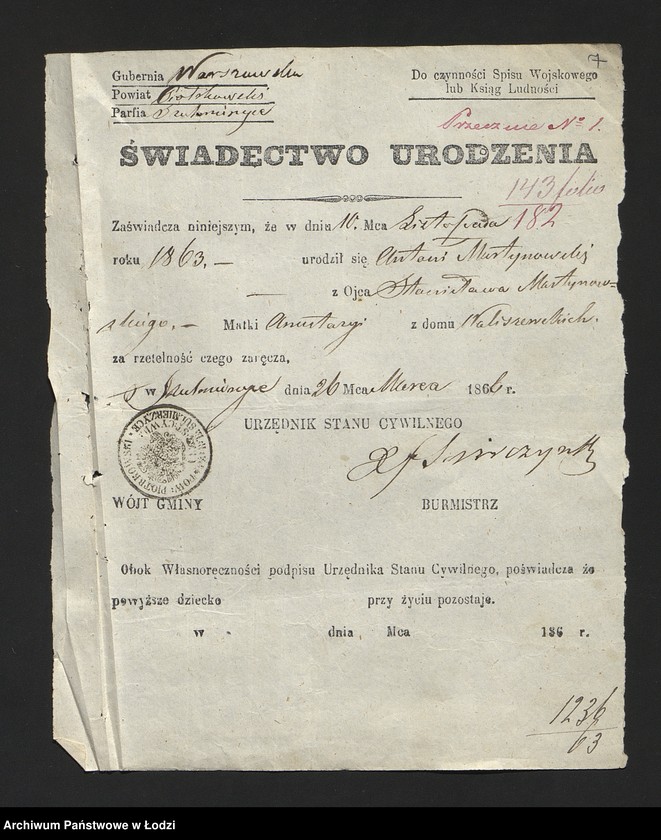 7
Gubernia Warszawska
Powiat Piotrkowski
Parfia Sulmierzyce
Do czynności Spisu Wojskowego
lub Ksiąg Ludności
Nº 1.
ŚWIADECTWO URODZENIA
143 folio
182
Zaświadcza niniejszym, że w dniu 10. Mca Listopada
roku 1863. — urodził się Antoni Martynowski
— z Ojca Stanisława Martynow=
skiego. — Matki Anastazyi z domu Kaliszewskich.
za rzetelność czego zaręcza,
w Sulmierzyce dnia 26 Mca Marca 1866 r.
URZĘDNIK STANU CYWILNEGO
WÓJT GMINY BURMISTRZ
Obok Własnoręczności podpisu Urzędnika Stanu Cywilnego, poświadcza że
powyższe dziecko przy życiu pozostaje.
w dnia Mca 186 r.
1236
63
Archiwum Państwowe w Łodzi